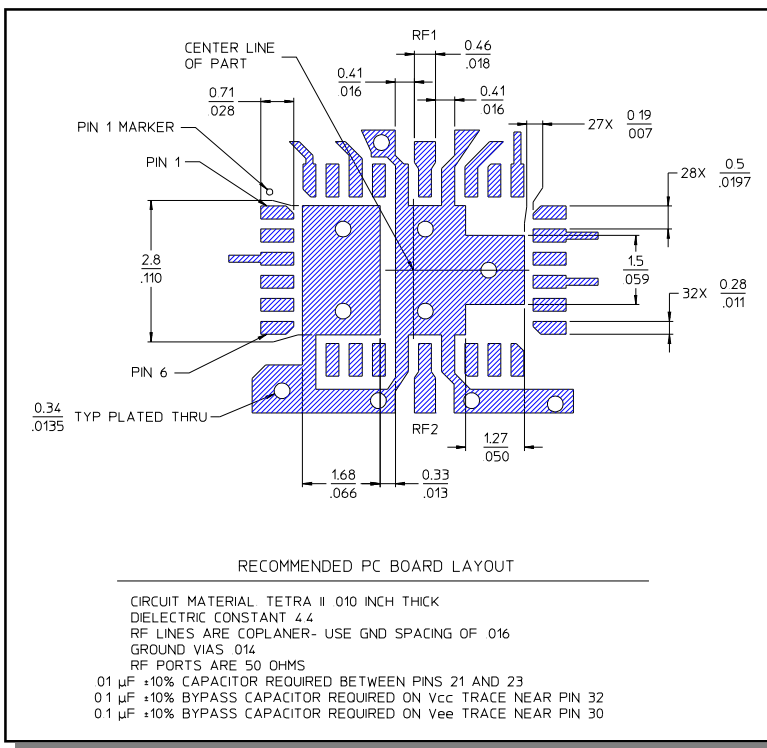 CENTER LINE
OF PART
RF1
0.46
.018
0.41
.016
0.41
.016
0.71
.028
27X 0.19
.007
PIN 1 MARKER
PIN 1
28X 0.5
.0197
2.8
.110
1.5
.059
32X 0.28
.011
PIN 6
0.34
.0135
TYP PLATED THRU
RF2
1.27
.050
1.68
.066
0.33
.013
RECOMMENDED PC BOARD LAYOUT
CIRCUIT MATERIAL. TETRA II .010 INCH THICK
DIELECTRIC CONSTANT 4.4
RF LINES ARE COPLANER- USE GND SPACING OF .016
GROUND VIAS .014
RF PORTS ARE 50 OHMS
.01 µF ±10% CAPACITOR REQUIRED BETWEEN PINS 21 AND 23
0.1 µF ±10% BYPASS CAPACITOR REQUIRED ON Vcc TRACE NEAR PIN 32
0.1 µF ±10% BYPASS CAPACITOR REQUIRED ON Vee TRACE NEAR PIN 30